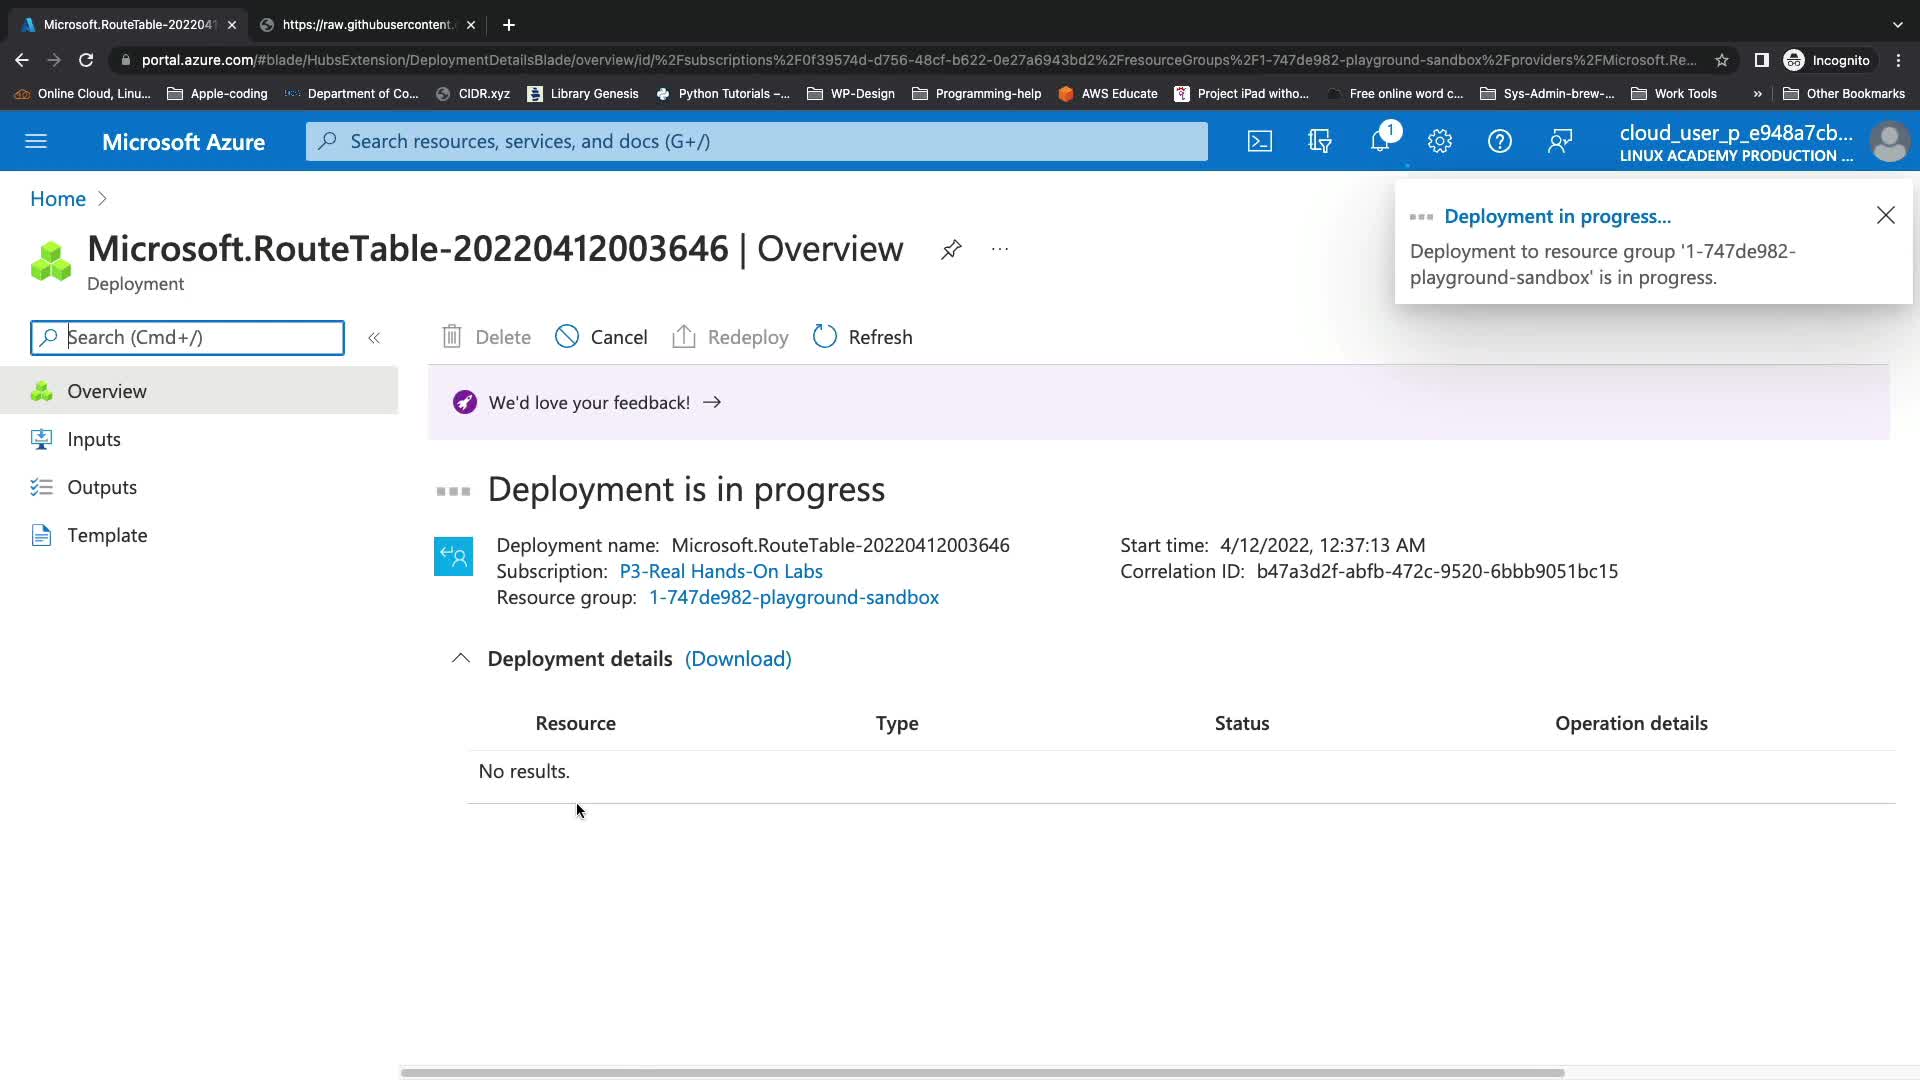 Microsoft.RouteTable-2022041
https://raw.githubusercontent.
portal.azure.com/#blade/HubsExtension/DeploymentDetailsBlade/overview/id/%2Fsubscriptions%2F0f39574d-d756-48cf-b622-0e27a6943bd2%2FresourceGroups%2F1-747de982-playground-sandbox%2Fproviders%2FMicrosoft.Re...
Incognito
Online Cloud, Linu...
Apple-coding
Department of Co...
CIDR.xyz
Library Genesis
Python Tutorials –...
WP-Design
Programming-help
AWS Educate
Project iPad witho...
Free online word c...
Sys-Admin-brew-...
Work Tools
»
Other Bookmarks
Microsoft Azure
Search resources, services, and docs (G+/)
1
cloud_user_p_e948a7cb...
LINUX ACADEMY PRODUCTION ...
Home
Deployment in progress...
Deployment to resource group '1-747de982-
playground-sandbox' is in progress.
Microsoft.RouteTable-20220412003646 | Overview
...
Deployment
Search (Cmd+/)
«
Delete
Cancel
Redeploy
Refresh
Overview
Inputs
Outputs
Template
We'd love your feedback! →
Deployment is in progress
Deployment name: Microsoft.RouteTable-20220412003646
Subscription: P3-Real Hands-On Labs
Resource group: 1-747de982-playground-sandbox
Start time: 4/12/2022, 12:37:13 AM
Correlation ID: b47a3d2f-abfb-472c-9520-6bbb9051bc15
Deployment details (Download)
Resource
Type
Status
Operation details
No results.